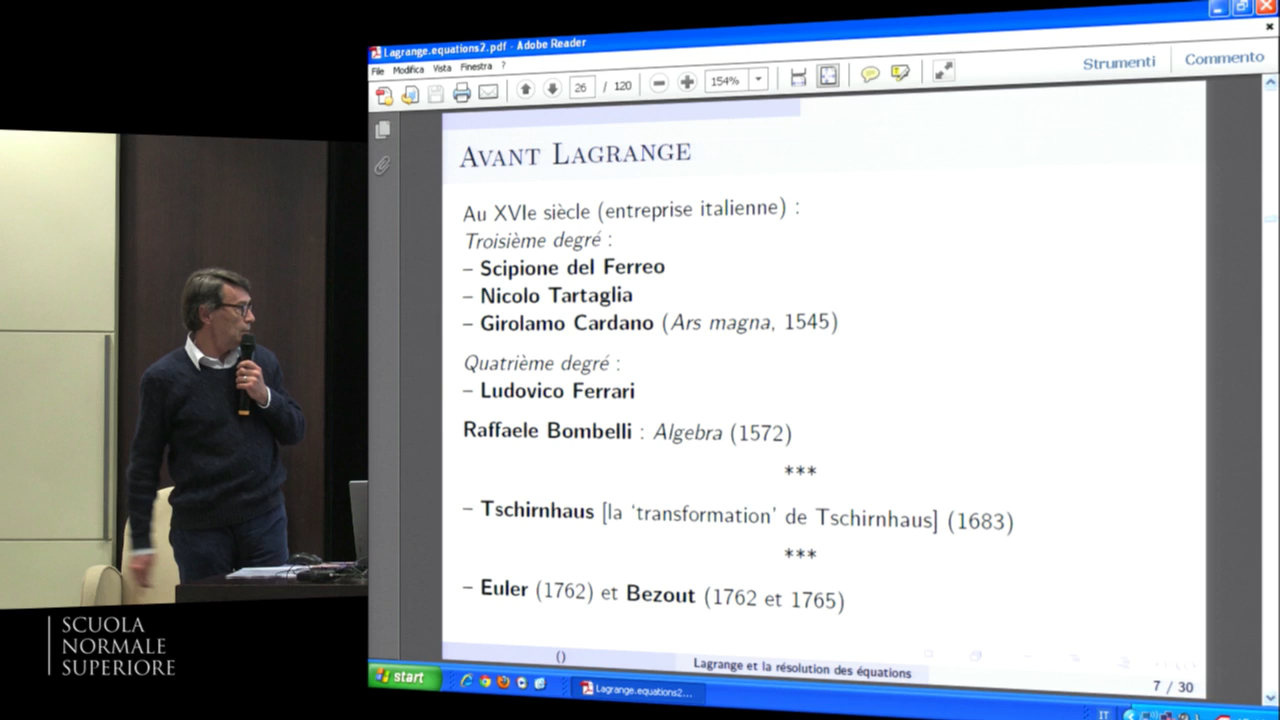 Lagrange.equations2.pdf - Adobe Reader
File Modifica Vista Finestra ?
26 / 120 154% Strumenti Commento
AVANT LAGRANGE
Au XVIe siècle (entreprise italienne) :
Troisième degré :
– Scipione del Ferreo
– Nicolo Tartaglia
– Girolamo Cardano (Ars magna, 1545)
Quatrième degré :
– Ludovico Ferrari
Raffaele Bombelli : Algebra (1572)
***
– Tschirnhaus [la ‘transformation’ de Tschirnhaus] (1683)
***
– Euler (1762) et Bezout (1762 et 1765)
() Lagrange et la résolution des équations
7 / 30
start Lagrange.equations2... IT
SCUOLA
NORMALE
SUPERIORE